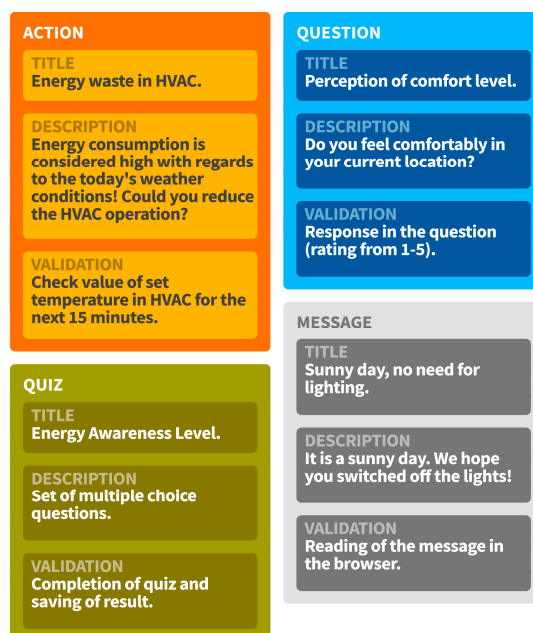 ACTION
TITLE
Energy waste in HVAC.
DESCRIPTION
Energy consumption is
considered high with regards
to the today's weather
conditions! Could you reduce
the HVAC operation?
VALIDATION
Check value of set
temperature in HVAC for the
next 15 minutes.
QUIZ
TITLE
Energy Awareness Level.
DESCRIPTION
Set of multiple choice
questions.
VALIDATION
Completion of quiz and
saving of result.
QUESTION
TITLE
Perception of comfort level.
DESCRIPTION
Do you feel comfortably in
your current location?
VALIDATION
Response in the question
(rating from 1-5).
MESSAGE
TITLE
Sunny day, no need for
lighting.
DESCRIPTION
It is a sunny day. We hope
you switched off the lights!
VALIDATION
Reading of the message in
the browser.